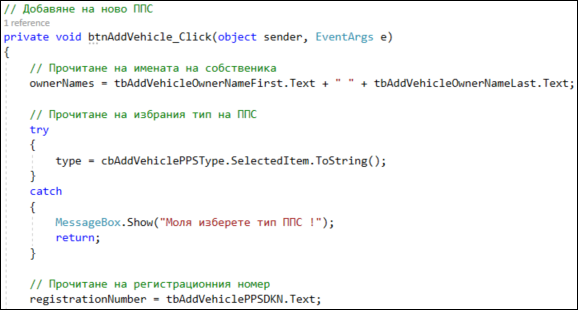 // Добавяне на ново ППС
1 reference
private void btnAddVehicle_Click(object sender, EventArgs e)
{
// Прочитане на имената на собственика
ownerNames = tbAddVehicleOwnerNameFirst.Text + " " + tbAddVehicleOwnerNameLast.Text;
// Прочитане на избрания тип на ППС
try
{
type = cbAddVehiclePPSType.SelectedItem.ToString();
}
catch
{
MessageBox.Show("Моля изберете тип ППС !");
return;
}
// Прочитане на регистрационния номер
registrationNumber = tbAddVehiclePPSDKN.Text;